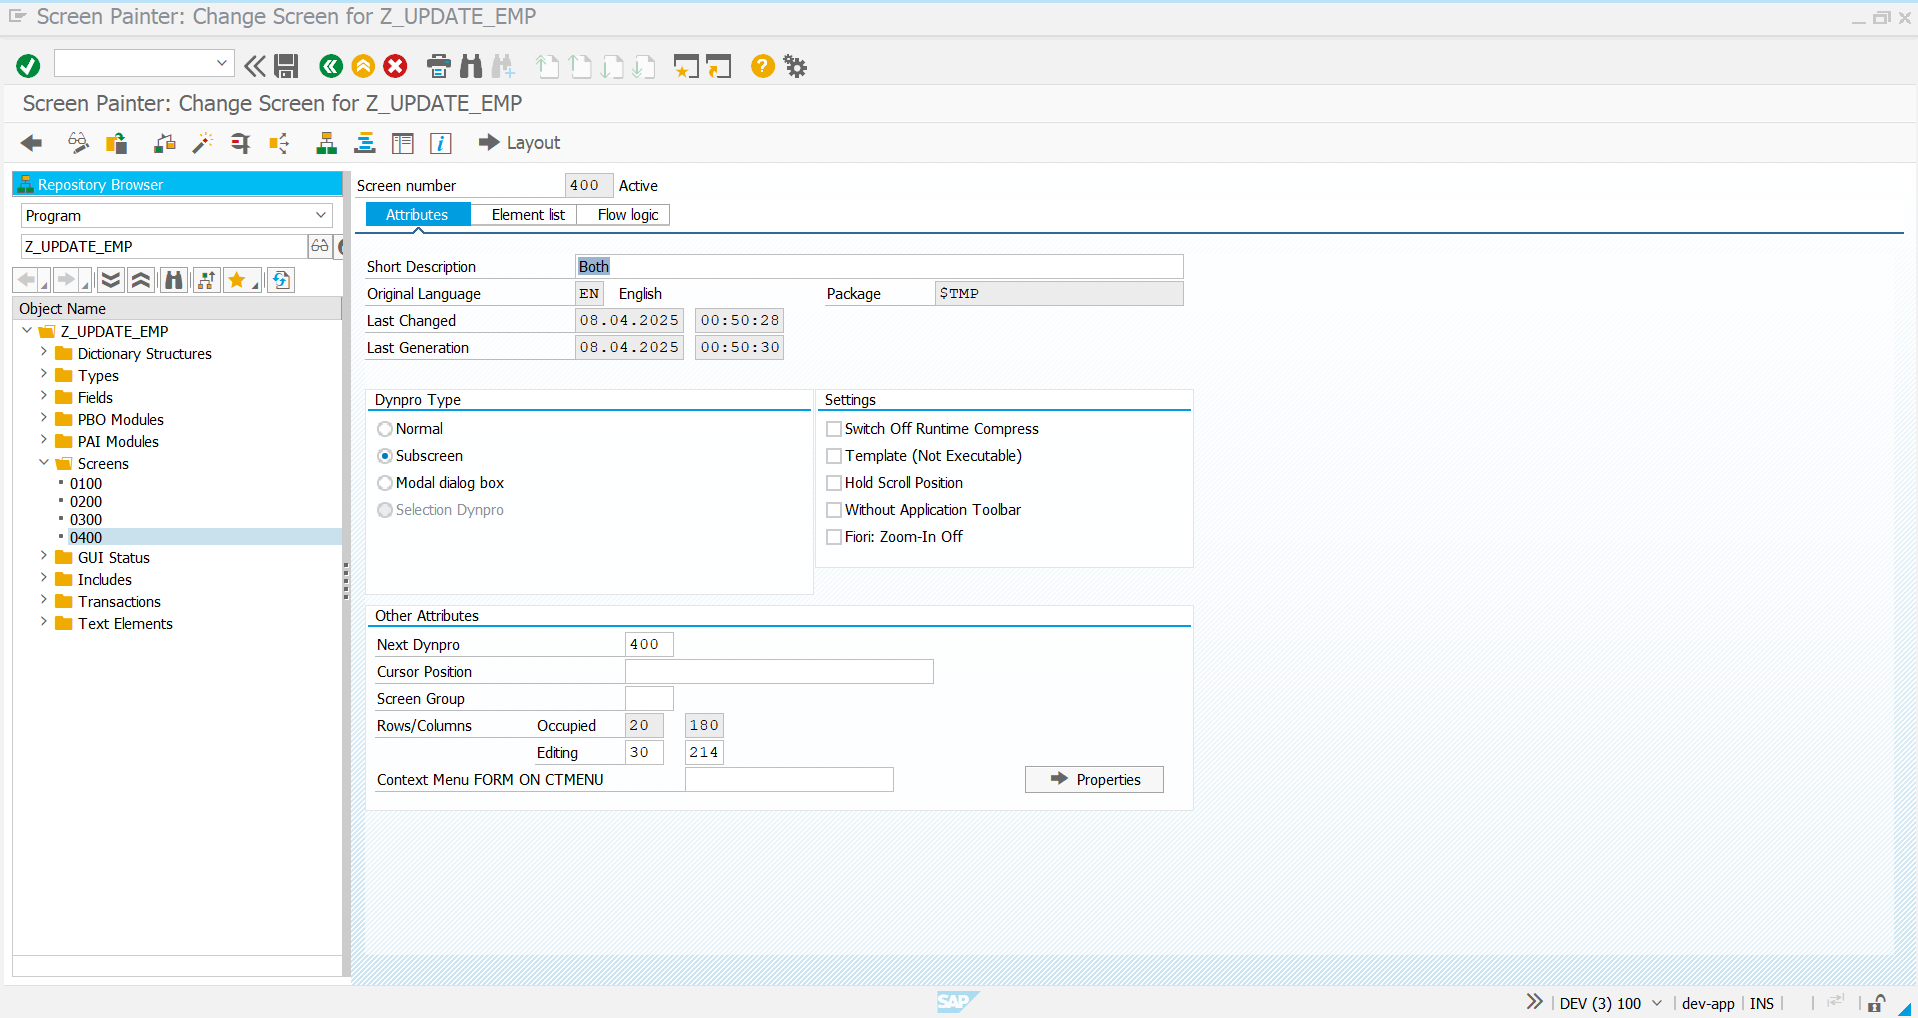 Screen Painter: Change Screen for Z_UPDATE_EMP
Screen Painter: Change Screen for Z_UPDATE_EMP
Layout
Repository Browser
Program
Z_UPDATE_EMP
Object Name
Z_UPDATE_EMP
Dictionary Structures
Types
Fields
PBO Modules
PAI Modules
Screens
0100
0200
0300
0400
GUI Status
Includes
Transactions
Text Elements
Screen number 400 Active
Attributes Element list Flow logic
Short Description Both
Original Language EN English Package $TMP
Last Changed 08.04.2025 00:50:28
Last Generation 08.04.2025 00:50:30
Dynpro Type
Normal
Subscreen
Modal dialog box
Selection Dynpro
Settings
Switch Off Runtime Compress
Template (Not Executable)
Hold Scroll Position
Without Application Toolbar
Fiori: Zoom-In Off
Other Attributes
Next Dynpro 400
Cursor Position
Screen Group
Rows/Columns Occupied 20 180
Editing 30 214
Context Menu FORM ON CTMENU
Properties
SAP
DEV (3) 100 dev-app INS